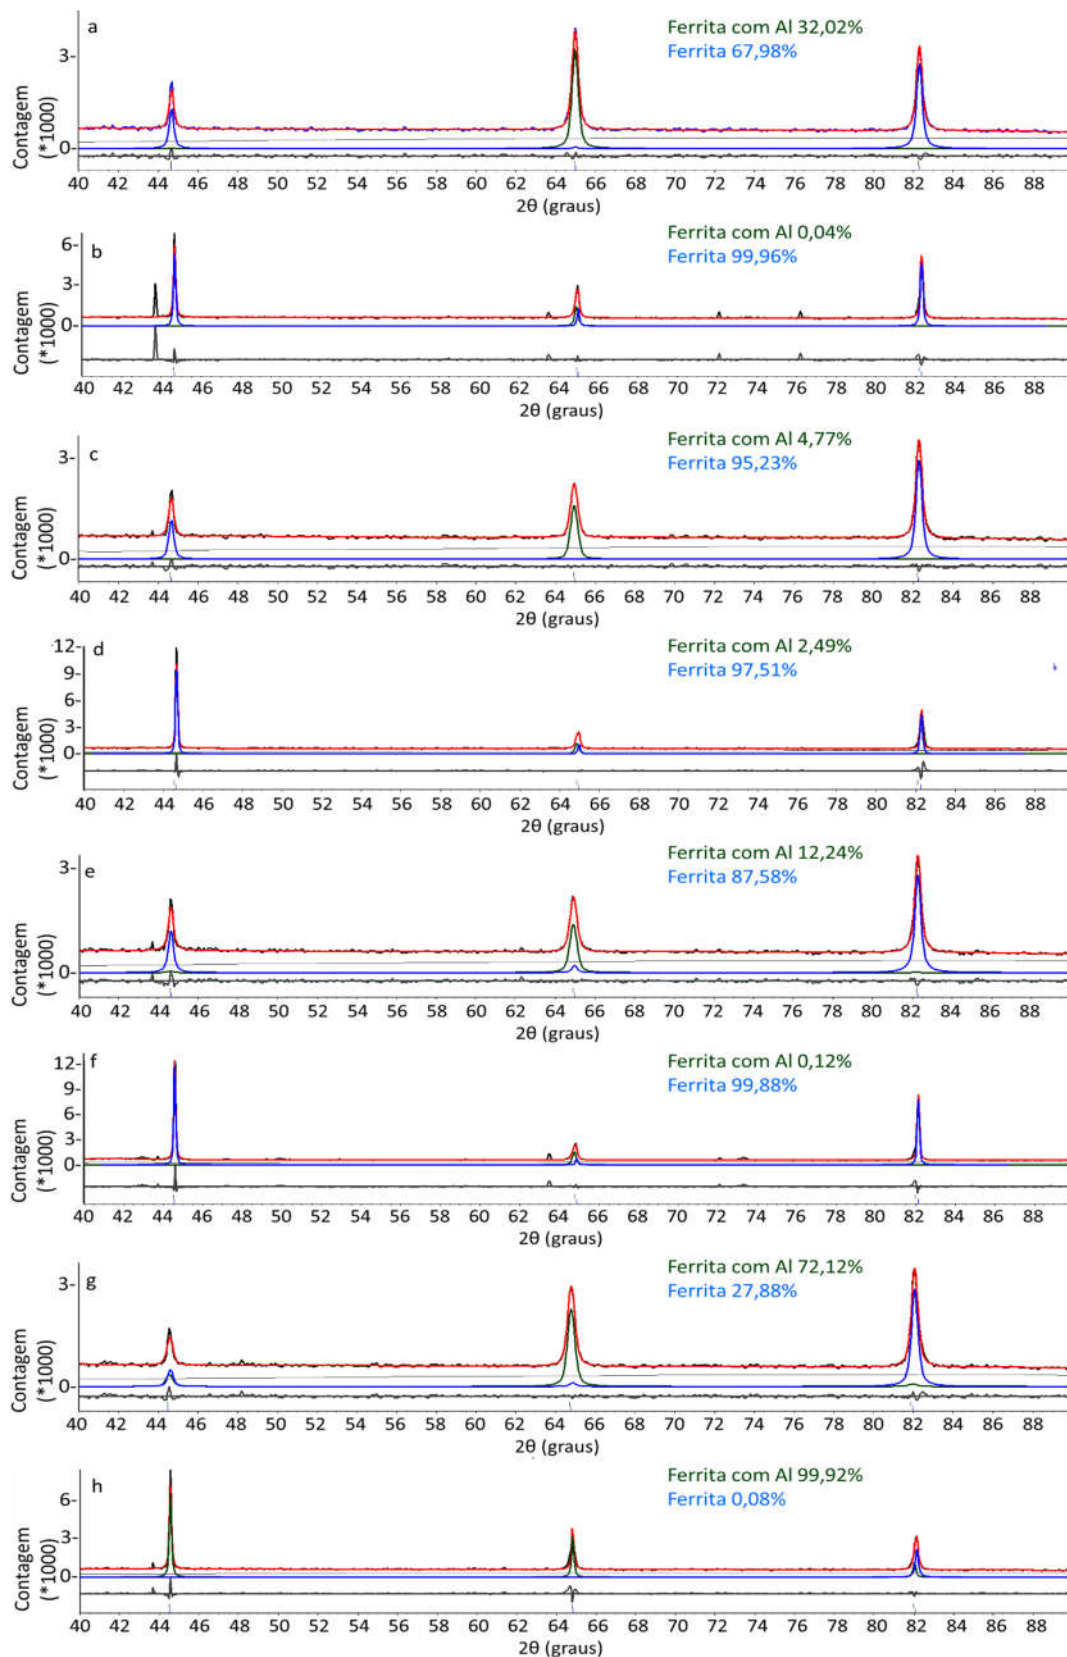 a
Ferrita com Al 32,02%
Ferrita 67,98%
Contagem
(*1000)
3-
0-
40 42 44 46 48 50 52 54 56 58 60 62 64 66 68 70 72 74 76 78 80 82 84 86 88
2θ (graus)
b
Ferrita com Al 0,04%
Ferrita 99,96%
Contagem
(*1000)
6-
3-
0-
40 42 44 46 48 50 52 54 56 58 60 62 64 66 68 70 72 74 76 78 80 82 84 86 88
2θ (graus)
c
Ferrita com Al 4,77%
Ferrita 95,23%
Contagem
(*1000)
3-
0-
40 42 44 46 48 50 52 54 56 58 60 62 64 66 68 70 72 74 76 78 80 82 84 86 88
2θ (graus)
d
Ferrita com Al 2,49%
Ferrita 97,51%
Contagem
(*1000)
12-
9-
6-
3-
0-
40 42 44 46 48 50 52 54 56 58 60 62 64 66 68 70 72 74 76 78 80 82 84 86 88
2θ (graus)
e
Ferrita com Al 12,24%
Ferrita 87,58%
Contagem
(*1000)
3-
0-
40 42 44 46 48 50 52 54 56 58 60 62 64 66 68 70 72 74 76 78 80 82 84 86 88
2θ (graus)
f
Ferrita com Al 0,12%
Ferrita 99,88%
Contagem
(*1000)
12-
9-
6-
3-
0-
40 42 44 46 48 50 52 54 56 58 60 62 64 66 68 70 72 74 76 78 80 82 84 86 88
2θ (graus)
g
Ferrita com Al 72,12%
Ferrita 27,88%
Contagem
(*1000)
3-
0-
40 42 44 46 48 50 52 54 56 58 60 62 64 66 68 70 72 74 76 78 80 82 84 86 88
2θ (graus)
h
Ferrita com Al 99,92%
Ferrita 0,08%
Contagem
(*1000)
6-
3-
0-
40 42 44 46 48 50 52 54 56 58 60 62 64 66 68 70 72 74 76 78 80 82 84 86 88
2θ (graus)